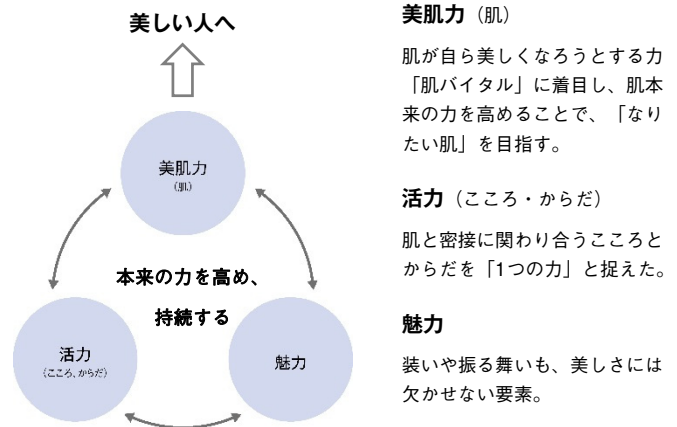 美しい人へ
美肌力
(肌)
本来の力を高め、
持続する
活力
(こころ、からだ)
魅力
美肌力（肌）
肌が自ら美しくなろうとする力
「肌バイタル」に着目し、肌本
来の力を高めることで、「なり
たい肌」を目指す。
活力（こころ・からだ）
肌と密接に関わり合うこころと
からだを「1つの力」と捉えた。
魅力
装いや振る舞いも、美しさには
欠かせない要素。